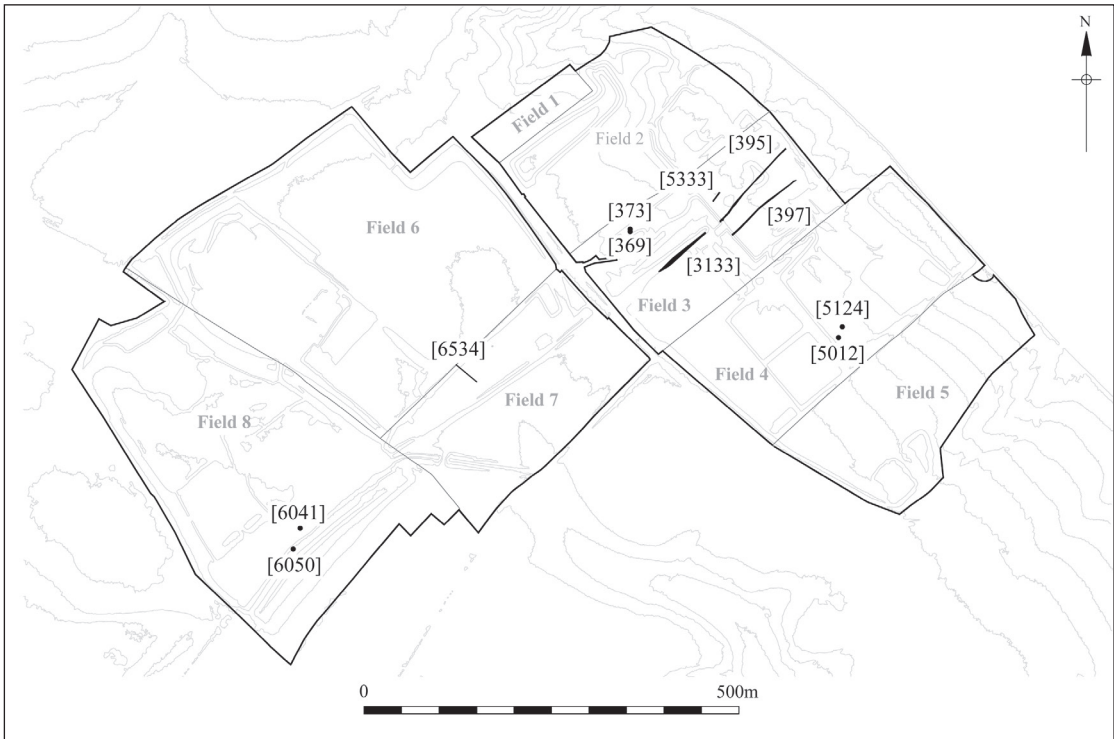 N
Field 1
Field 2
[395]
[5333]
[373]
[397]
Field 6
[369]
[3133]
Field 3
[5124]
[5012]
[6534]
Field 4
Field 5
Field 7
Field 8
[6041]
[6050]
0
500m